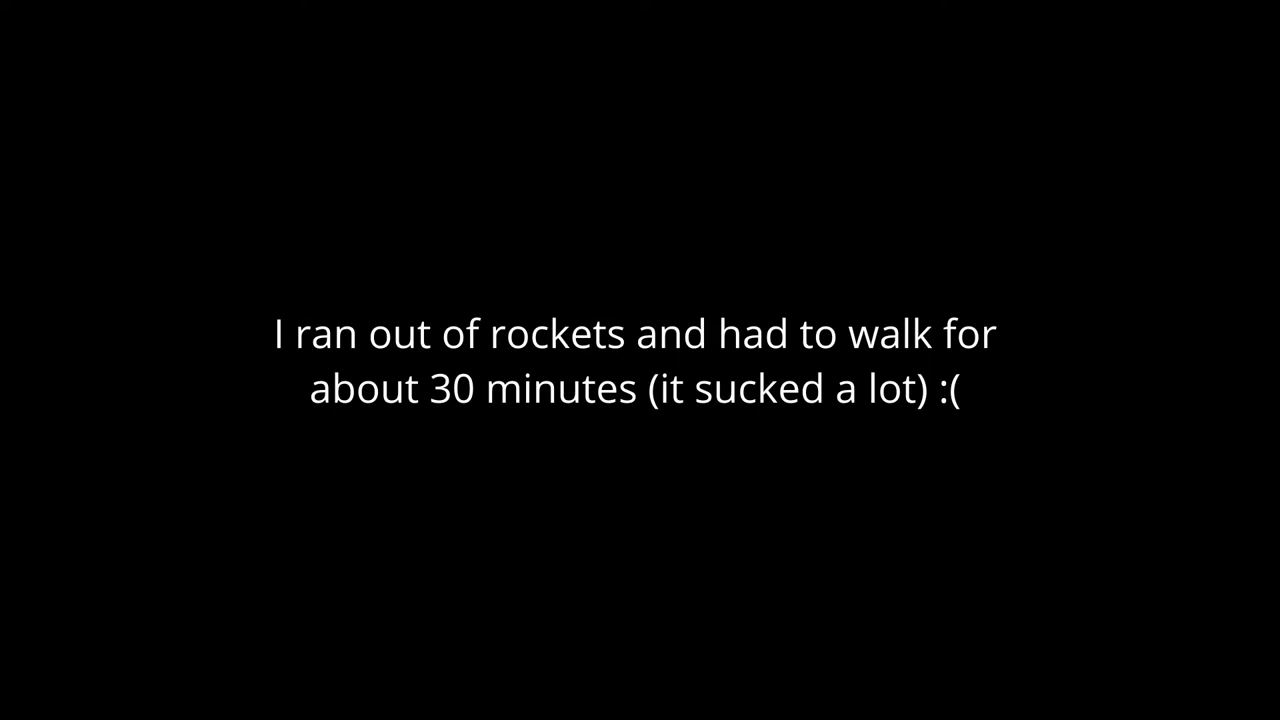 I ran out of rockets and had to walk for
about 30 minutes (it sucked a lot) :(